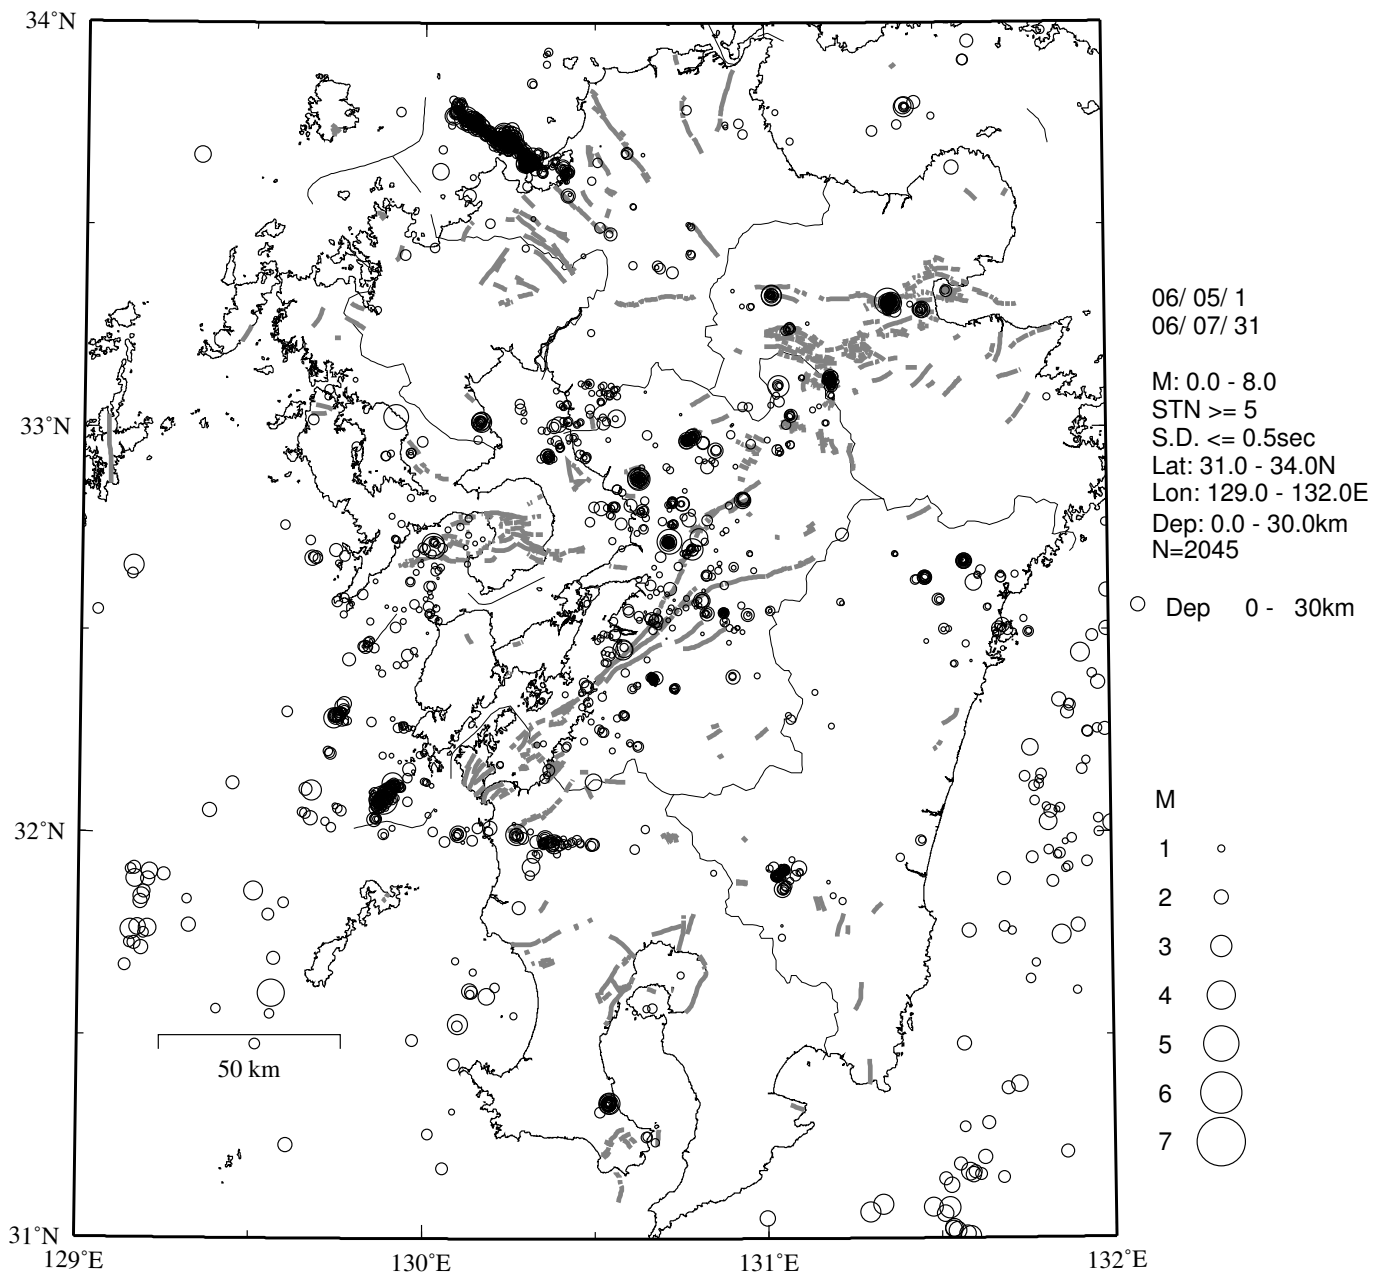 34°N
33°N
32°N
31°N
129°E
130°E
131°E
132°E
50 km
06/ 05/ 1
06/ 07/ 31
M: 0.0 - 8.0
STN >= 5
S.D. <= 0.5sec
Lat: 31.0 - 34.0N
Lon: 129.0 - 132.0E
Dep: 0.0 - 30.0km
N=2045
Dep 0 - 30km
M
1
2
3
4
5
6
7